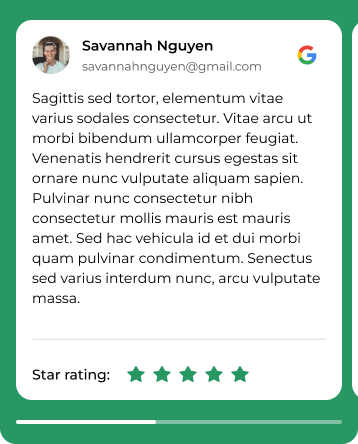 Savannah Nguyen
savannahnguyen@gmail.com
Sagittis sed tortor, elementum vitae
varius sodales consectetur. Vitae arcu ut
morbi bibendum ullamcorper feugiat.
Venenatis hendrerit cursus egestas sit
ornare nunc vulputate aliquam sapien.
Pulvinar nunc consectetur nibh
consectetur mollis mauris est mauris
amet. Sed hac vehicula id et dui morbi
quam pulvinar condimentum. Senectus
sed varius interdum nunc, arcu vulputate
massa.
Star rating: